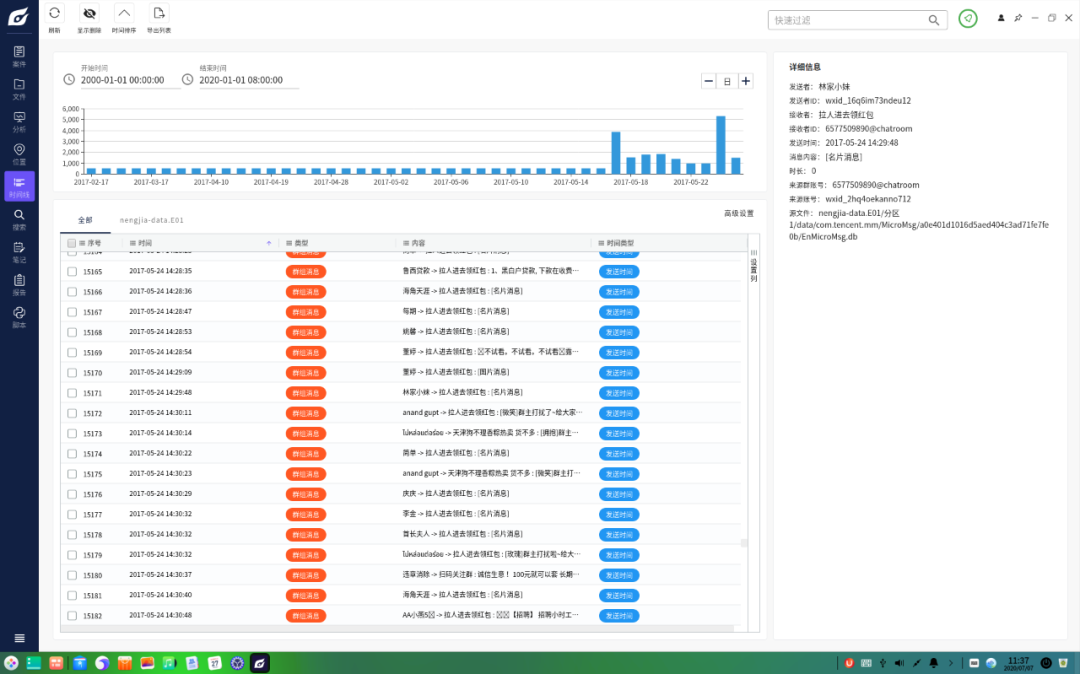 刷新 显示删除 时间排序 导出列表
快速过滤
案件
文件
分析
位置
时间线
搜索
笔记
报告
脚本
开始时间
2000-01-01 00:00:00
结束时间
2020-01-01 08:00:00
日
6,000
5,000
4,000
3,000
2,000
1,000
0
2017-02-17 2017-03-17 2017-04-10 2017-04-19 2017-04-28 2017-05-02 2017-05-06 2017-05-10 2017-05-14 2017-05-18 2017-05-22
全部 nengjia-data.E01 高级设置
序号 时间 类型 内容 时间类型
设置列
15165 2017-05-24 14:28:35 群组消息 鲁西贷款 -> 拉人进去领红包 : 1、黑白户贷款, 下款在收费··· 发送时间
15166 2017-05-24 14:28:36 群组消息 海角天涯 -> 拉人进去领红包 : [名片消息] 发送时间
15167 2017-05-24 14:28:47 群组消息 每期 -> 拉人进去领红包 : [名片消息] 发送时间
15168 2017-05-24 14:28:53 群组消息 姚馨 -> 拉人进去领红包 : [名片消息] 发送时间
15169 2017-05-24 14:28:54 群组消息 董婷 -> 拉人进去领红包 : 不试看。不试看。不试看··· 发送时间
15170 2017-05-24 14:29:09 群组消息 董婷 -> 拉人进去领红包 : [图片消息] 发送时间
15171 2017-05-24 14:29:48 群组消息 林家小妹 -> 拉人进去领红包 : [名片消息] 发送时间
15172 2017-05-24 14:30:11 群组消息 anand gupt -> 拉人进去领红包 : [微笑]群主打扰了~给大家··· 发送时间
15173 2017-05-24 14:30:14 群组消息 -> 天津狗不理香粽热卖 货不多 : [拥抱]群主··· 发送时间
15174 2017-05-24 14:30:22 群组消息 简单 -> 拉人进去领红包 : [名片消息] 发送时间
15175 2017-05-24 14:30:23 群组消息 anand gupt -> 天津狗不理香粽热卖 货不多 : [微笑]群主打··· 发送时间
15176 2017-05-24 14:30:29 群组消息 庆庆 -> 拉人进去领红包 : [名片消息] 发送时间
15177 2017-05-24 14:30:32 群组消息 李金 -> 拉人进去领红包 : [名片消息] 发送时间
15178 2017-05-24 14:30:32 群组消息 首长夫人 -> 拉人进去领红包 : [名片消息] 发送时间
15179 2017-05-24 14:30:32 群组消息 -> 拉人进去领红包 : [玫瑰]群主打扰啦~给大··· 发送时间
15180 2017-05-24 14:30:37 群组消息 违章消除 -> 扫码关注群 : 诚信生意！ 100元就可以套 长期··· 发送时间
15181 2017-05-24 14:30:40 群组消息 海角天涯 -> 拉人进去领红包 : [名片消息] 发送时间
15182 2017-05-24 14:30:48 群组消息 -> 拉人进去领红包 : 【招聘】 招聘小时工··· 发送时间
详细信息
发送者： 林家小妹
发送者ID： wxid_16q6im73ndeu12
接收者： 拉人进去领红包
接收者ID： 6577509890@chatroom
发送时间： 2017-05-24 14:29:48
消息内容： [名片消息]
时长： 0
来源群账号： 6577509890@chatroom
来源账号： wxid_2hq4oekanno712
源文件： nengjia-data.E01/分区
1/data/com.tencent.mm/MicroMsg/a0e401d1016d5aed404c3ad71fe7fe
0b/EnMicroMsg.db
27
11:37
2020/07/07